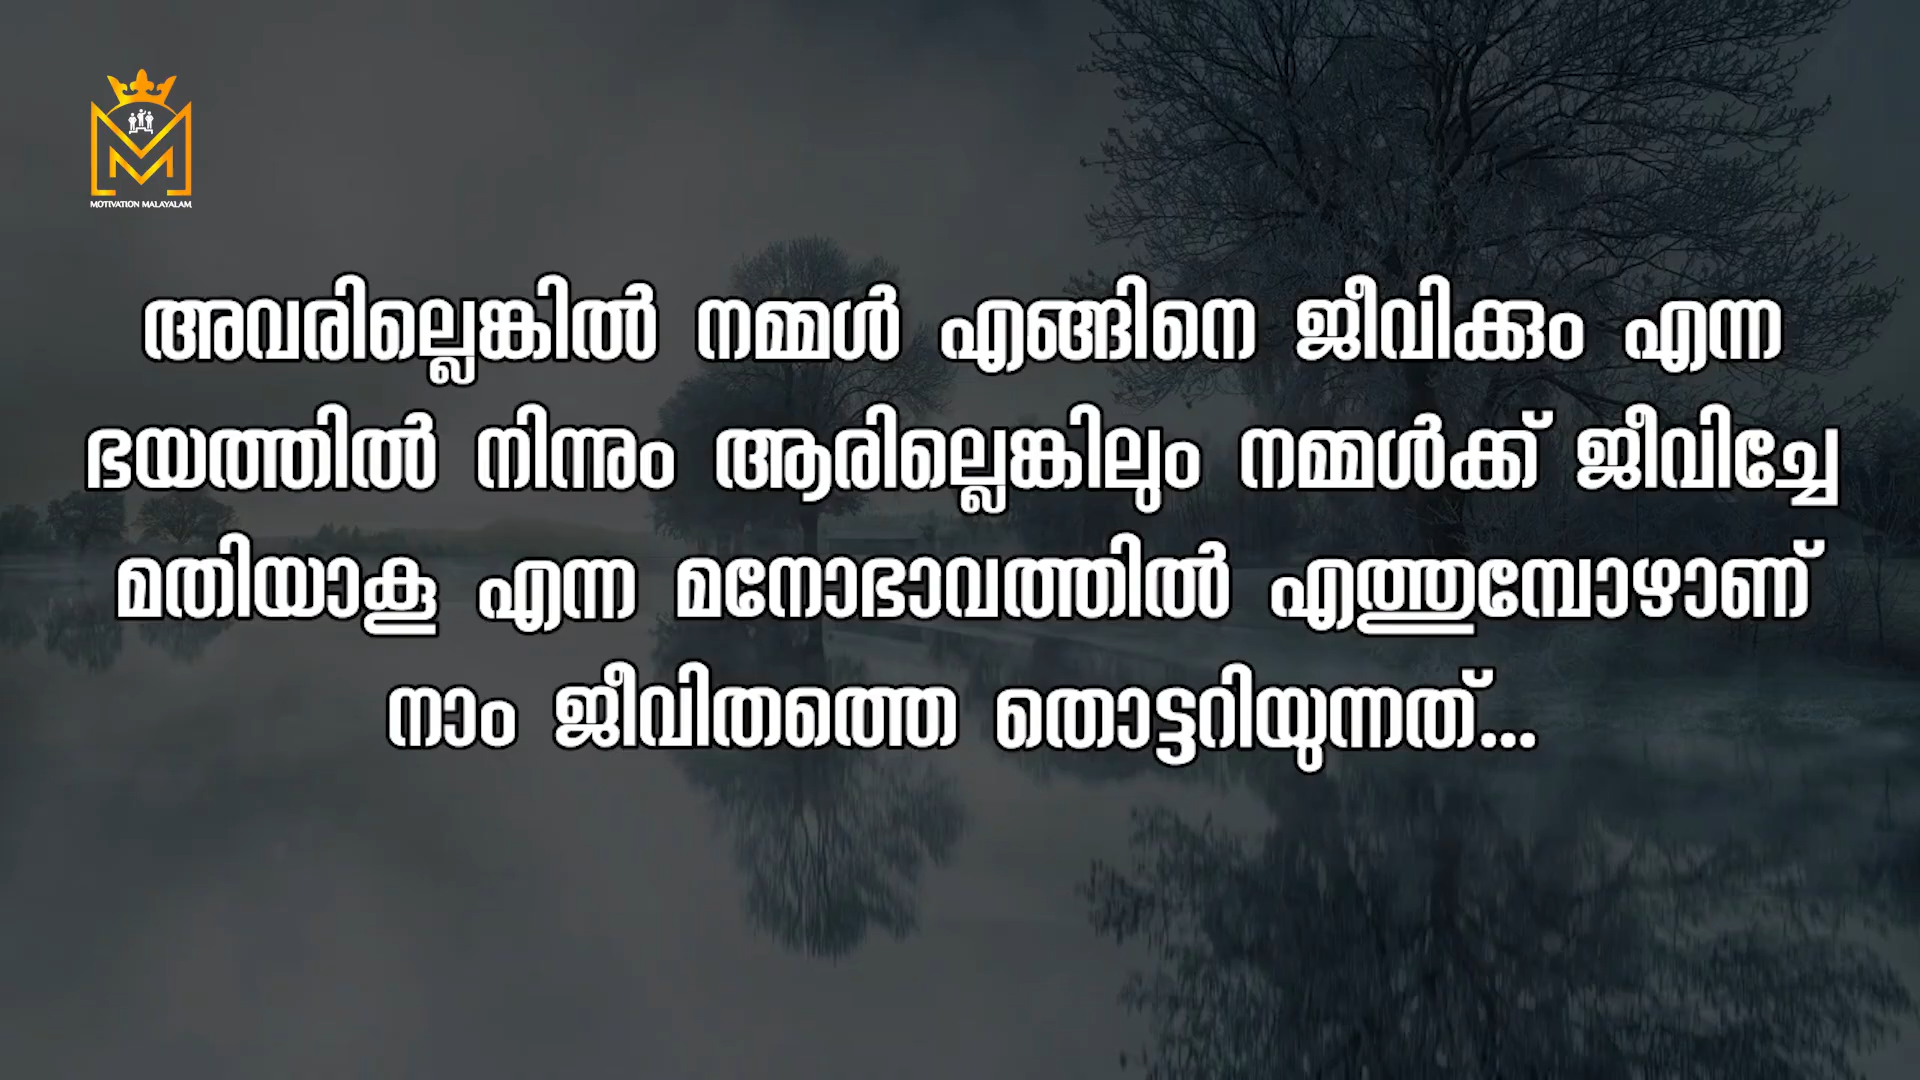 MOTIVATION MALAYALAM
അവരില്ലെങ്കിൽ നമ്മൾ എങ്ങിനെ ജീവിക്കും എന്ന
ഭയത്തിൽ നിന്നും ആരില്ലെങ്കിലും നമ്മൾക്ക് ജീവിച്ചേ
മതിയാകൂ എന്ന മനോഭാവത്തിൽ എത്തുമ്പോഴാണ്
നാം ജീവിതത്തെ തൊട്ടറിയുന്നത്...